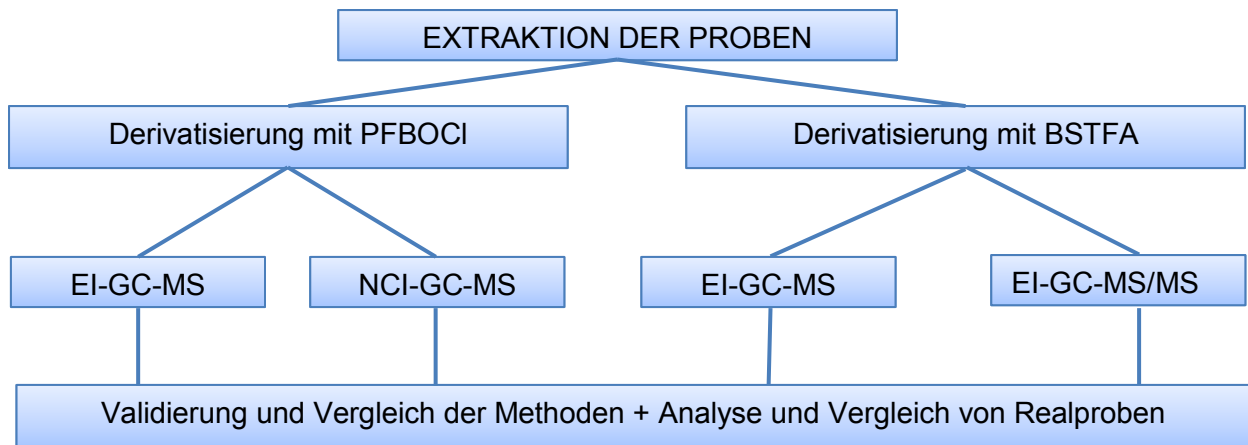 EXTRAKTION DER PROBEN
Derivatisierung mit PFBOCl
Derivatisierung mit BSTFA
EI-GC-MS
NCI-GC-MS
EI-GC-MS
EI-GC-MS/MS
Validierung und Vergleich der Methoden + Analyse und Vergleich von Realproben